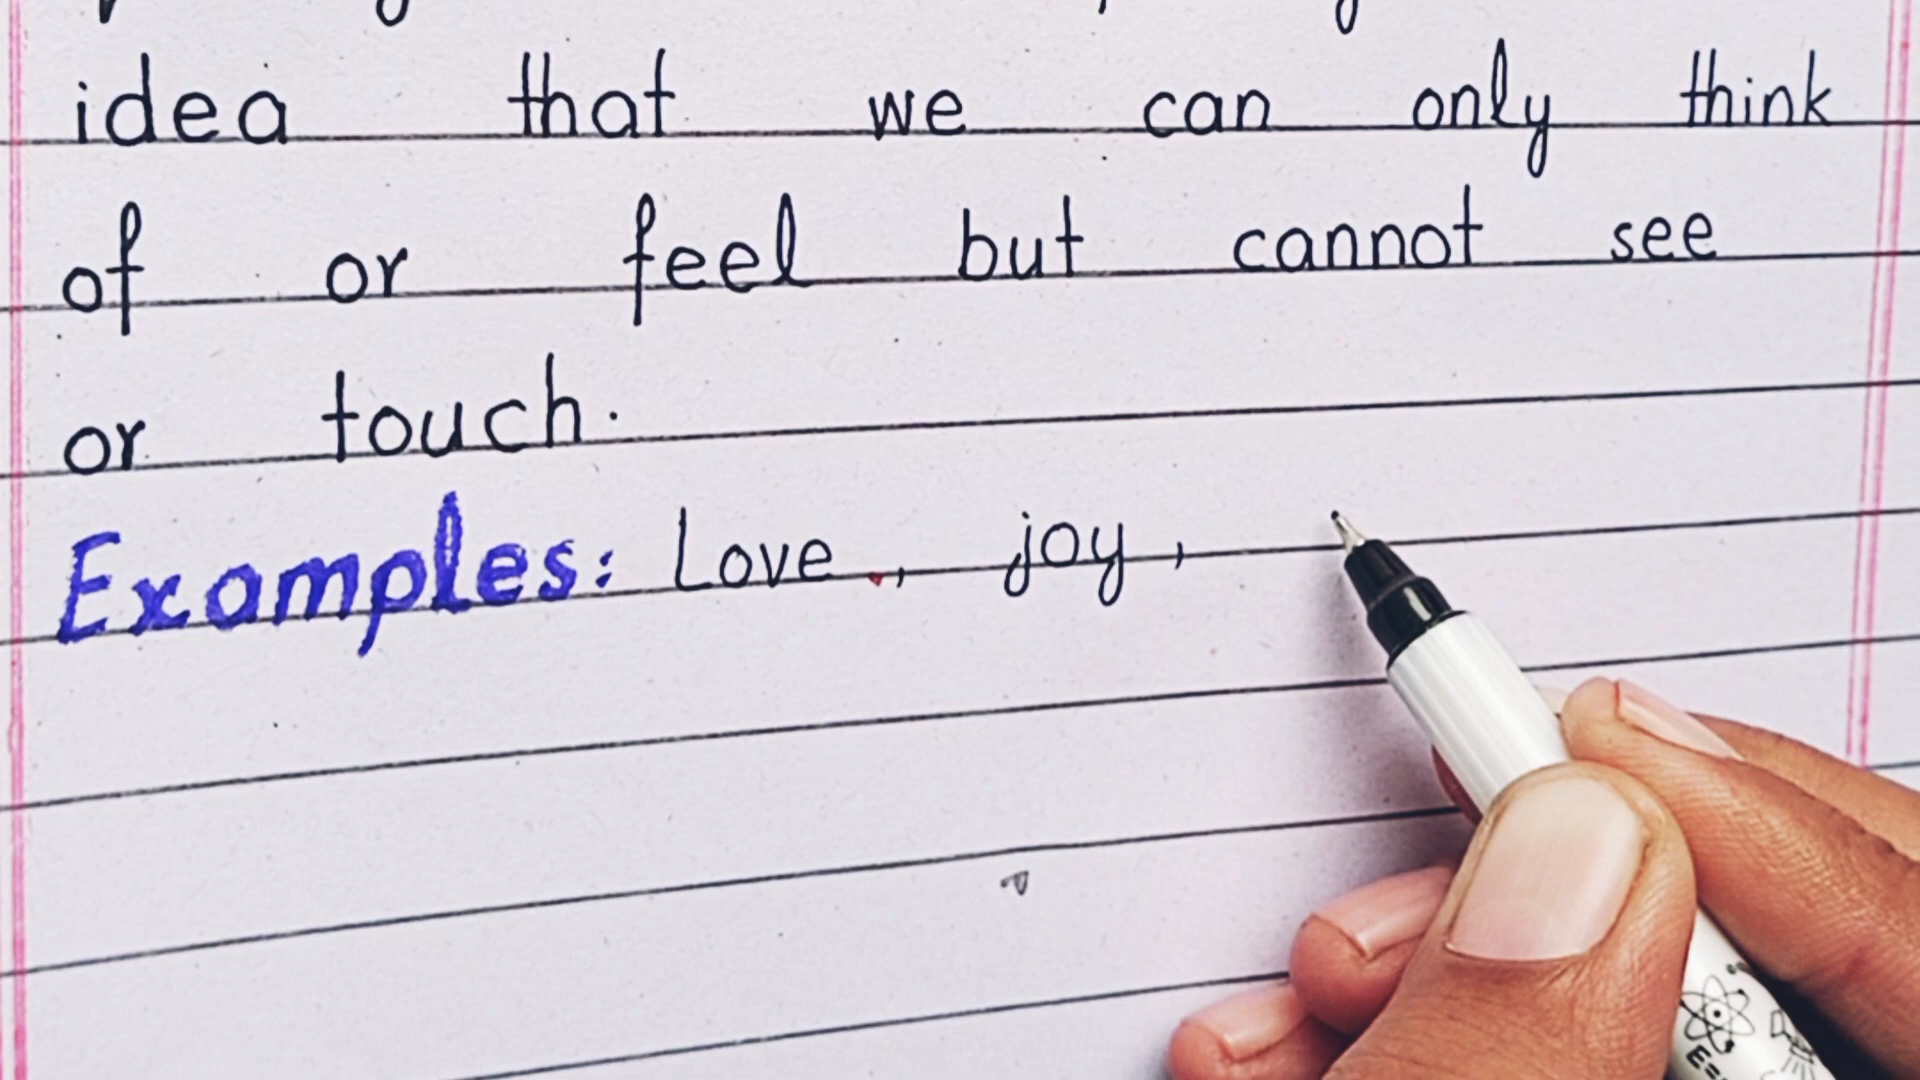 idea that we can only think
of or feel but cannot see
or touch.
Examples: Love , joy ,
E=